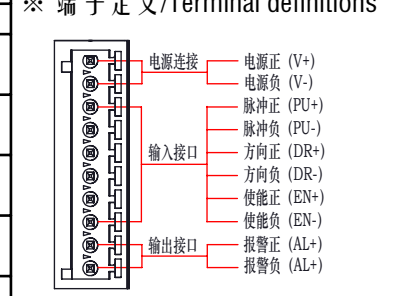 ※ 端子定义/Terminal definitions
电源连接
电源正 (V+)
电源负 (V-)
脉冲正 (PU+)
脉冲负 (PU-)
输入接口
方向正 (DR+)
方向负 (DR-)
使能正 (EN+)
使能负 (EN-)
输出接口
报警正 (AL+)
报警负 (AL+)